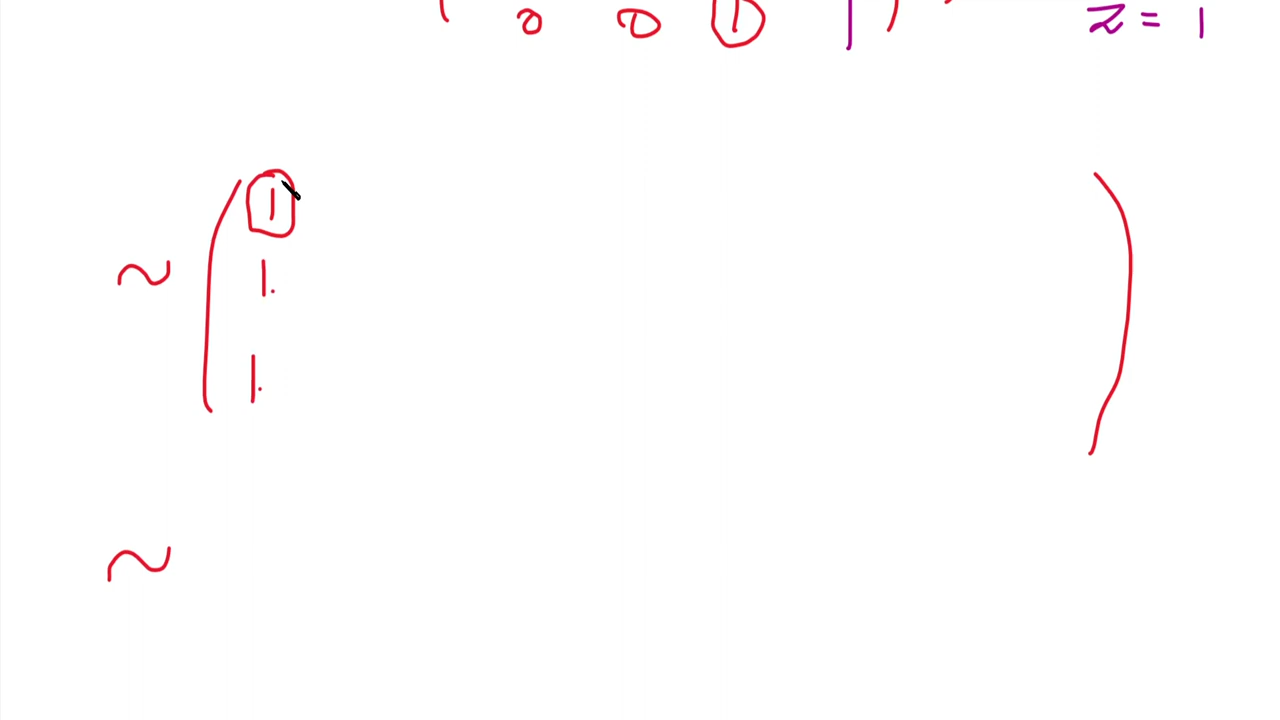 ( 0 0 1 | ) z = 1
~ ( 1 )
1.
1.
~